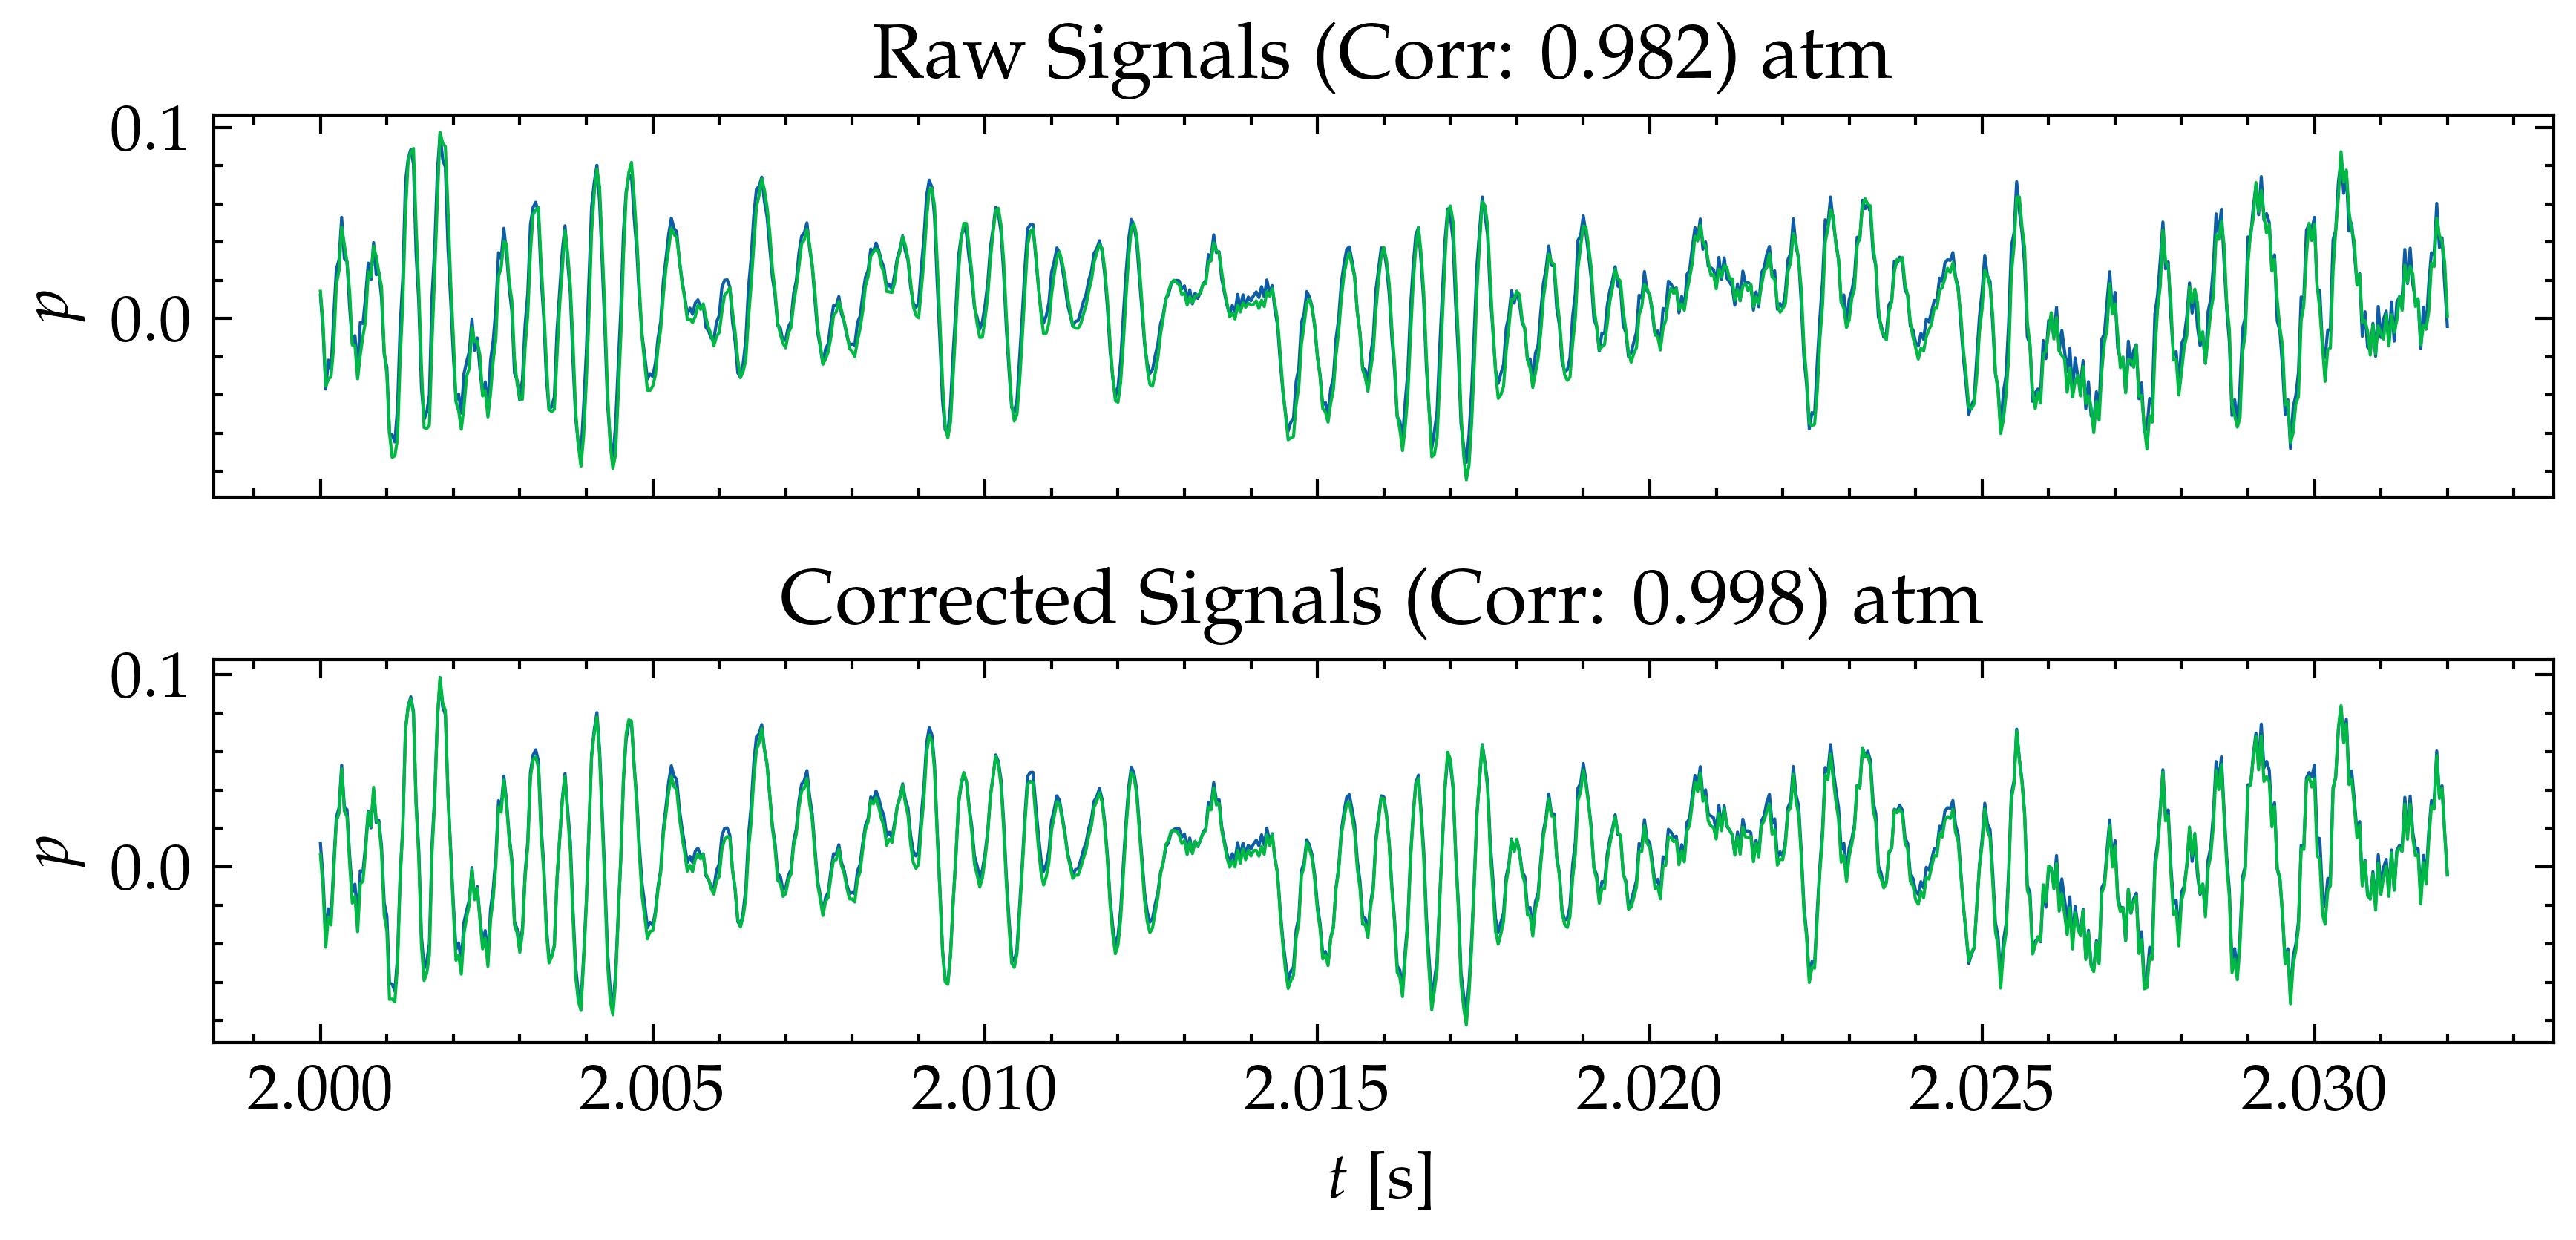 Raw Signals (Corr: 0.982) atm
0.1
p
0.0
Corrected Signals (Corr: 0.998) atm
0.1
p
0.0
2.000 2.005 2.010 2.015 2.020 2.025 2.030
t [s]